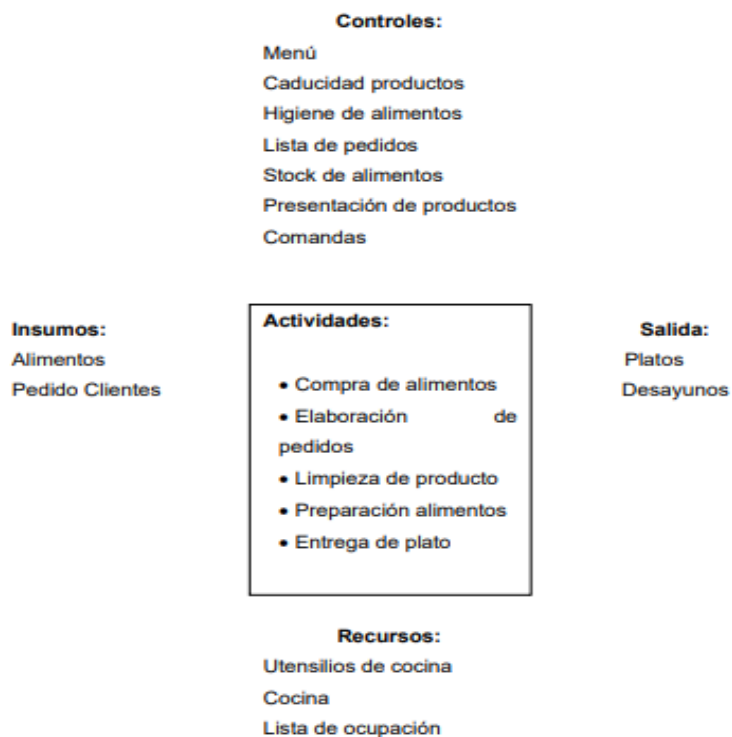 Controles:
Menú
Caducidad productos
Higiene de alimentos
Lista de pedidos
Stock de alimentos
Presentación de productos
Comandas
Insumos:
Alimentos
Pedido Clientes
Actividades:
• Compra de alimentos
• Elaboración de
pedidos
• Limpieza de producto
• Preparación alimentos
• Entrega de plato
Salida:
Platos
Desayunos
Recursos:
Utensilios de cocina
Cocina
Lista de ocupación